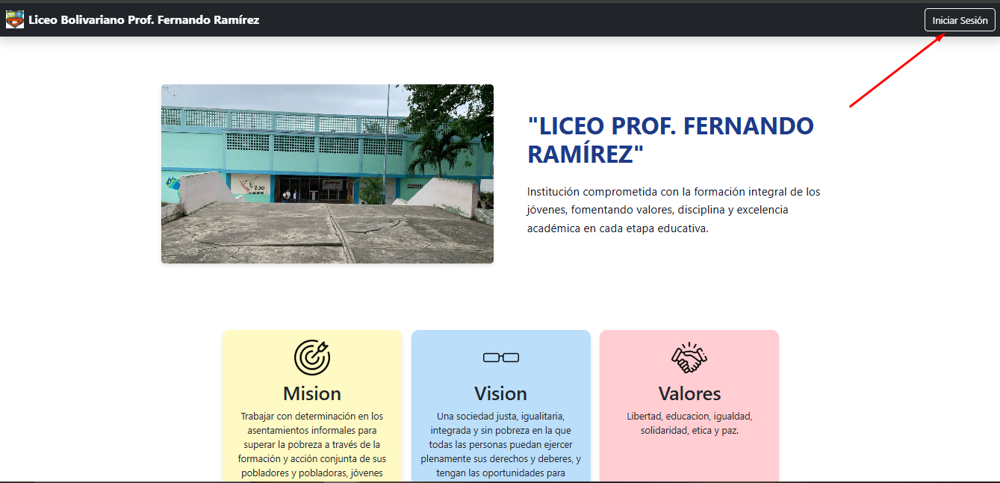 Liceo Bolivariano Prof. Fernando Ramírez
Iniciar Sesión
"LICEO PROF. FERNANDO
RAMÍREZ"
Institución comprometida con la formación integral de los
jóvenes, fomentando valores, disciplina y excelencia
académica en cada etapa educativa.
Mision
Trabajar con determinación en los
asentamientos informales para
superar la pobreza a través de la
formación y acción conjunta de sus
pobladores y pobladoras, jóvenes
Vision
Una sociedad justa, igualitaria,
integrada y sin pobreza en la que
todas las personas puedan ejercer
plenamente sus derechos y deberes, y
tengan las oportunidades para
Valores
Libertad, educacion, igualdad,
solidaridad, etica y paz.